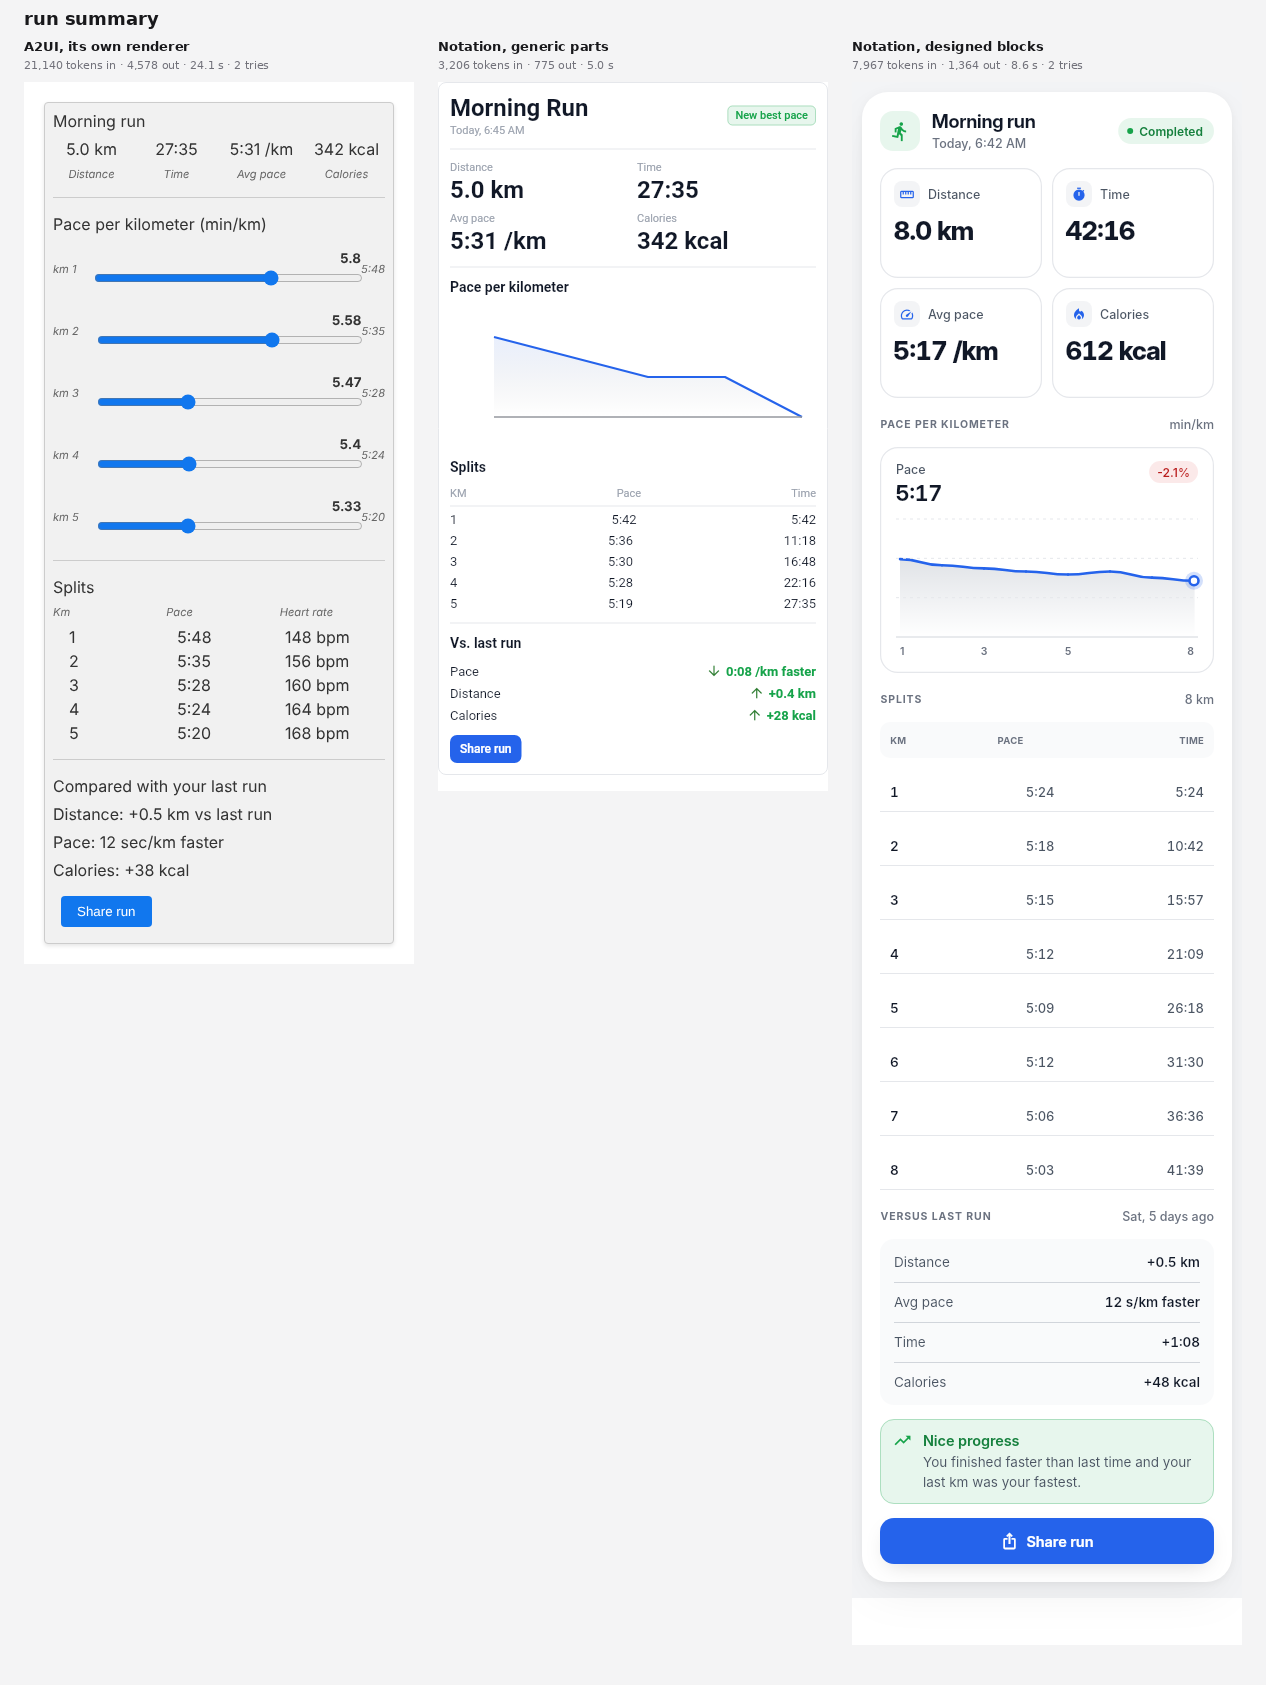 run summary
A2UI, its own renderer
21,140 tokens in · 4,578 out · 24.1 s · 2 tries
Morning run
5.0 km 27:35 5:31 /km 342 kcal
Distance Time Avg pace Calories
Pace per kilometer (min/km)
km 1 5.8 5:48
km 2 5.58 5:35
km 3 5.47 5:28
km 4 5.4 5:24
km 5 5.33 5:20
Splits
Km Pace Heart rate
1 5:48 148 bpm
2 5:35 156 bpm
3 5:28 160 bpm
4 5:24 164 bpm
5 5:20 168 bpm
Compared with your last run
Distance: +0.5 km vs last run
Pace: 12 sec/km faster
Calories: +38 kcal
Share run
Notation, generic parts
3,206 tokens in · 775 out · 5.0 s
Morning Run
Today, 6:45 AM
New best pace
Distance Time
5.0 km 27:35
Avg pace Calories
5:31 /km 342 kcal
Pace per kilometer
Splits
KM Pace Time
1 5:42 5:42
2 5:36 11:18
3 5:30 16:48
4 5:28 22:16
5 5:19 27:35
Vs. last run
Pace 0:08 /km faster
Distance +0.4 km
Calories +28 kcal
Share run
Notation, designed blocks
7,967 tokens in · 1,364 out · 8.6 s · 2 tries
Morning run
Today, 6:42 AM
Completed
Distance Time
8.0 km 42:16
Avg pace Calories
5:17 /km 612 kcal
PACE PER KILOMETER min/km
Pace -2.1%
5:17
1 3 5 8
SPLITS 8 km
KM PACE TIME
1 5:24 5:24
2 5:18 10:42
3 5:15 15:57
4 5:12 21:09
5 5:09 26:18
6 5:12 31:30
7 5:06 36:36
8 5:03 41:39
VERSUS LAST RUN Sat, 5 days ago
Distance +0.5 km
Avg pace 12 s/km faster
Time +1:08
Calories +48 kcal
Nice progress
You finished faster than last time and your
last km was your fastest.
Share run